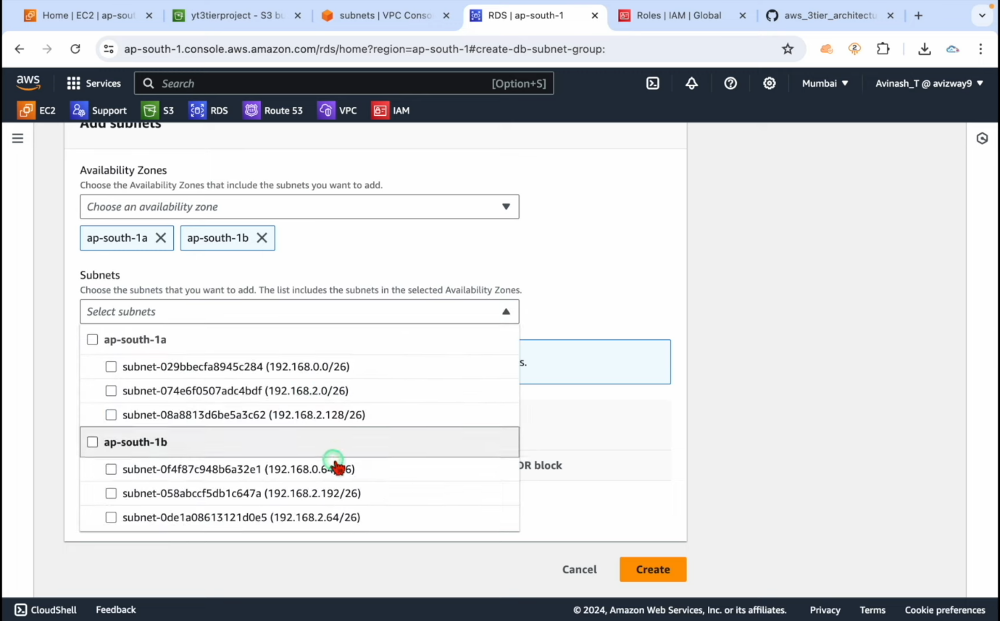 Home | EC2 | ap-sout
yt3tierproject - S3 bu
subnets | VPC Conso
RDS | ap-south-1
Roles | IAM | Global
aws_3tier_architectu
ap-south-1.console.aws.amazon.com/rds/home?region=ap-south-1#create-db-subnet-group:
aws
Services
Search
[Option+S]
Mumbai
Avinash_T @ avizway9
EC2
Support
S3
RDS
Route 53
VPC
IAM
Add subnets
Availability Zones
Choose the Availability Zones that include the subnets you want to add.
Choose an availability zone
ap-south-1a
ap-south-1b
Subnets
Choose the subnets that you want to add. The list includes the subnets in the selected Availability Zones.
Select subnets
ap-south-1a
subnet-029bbecfa8945c284 (192.168.0.0/26)
s.
subnet-074e6f0507adc4bdf (192.168.2.0/26)
subnet-08a8813d6be5a3c62 (192.168.2.128/26)
ap-south-1b
subnet-0f4f87c948b6a32e1 (192.168.0.64/26)
DR block
subnet-058abccf5db1c647a (192.168.2.192/26)
subnet-0de1a08613121d0e5 (192.168.2.64/26)
Cancel
Create
CloudShell
Feedback
© 2024, Amazon Web Services, Inc. or its affiliates.
Privacy
Terms
Cookie preferences